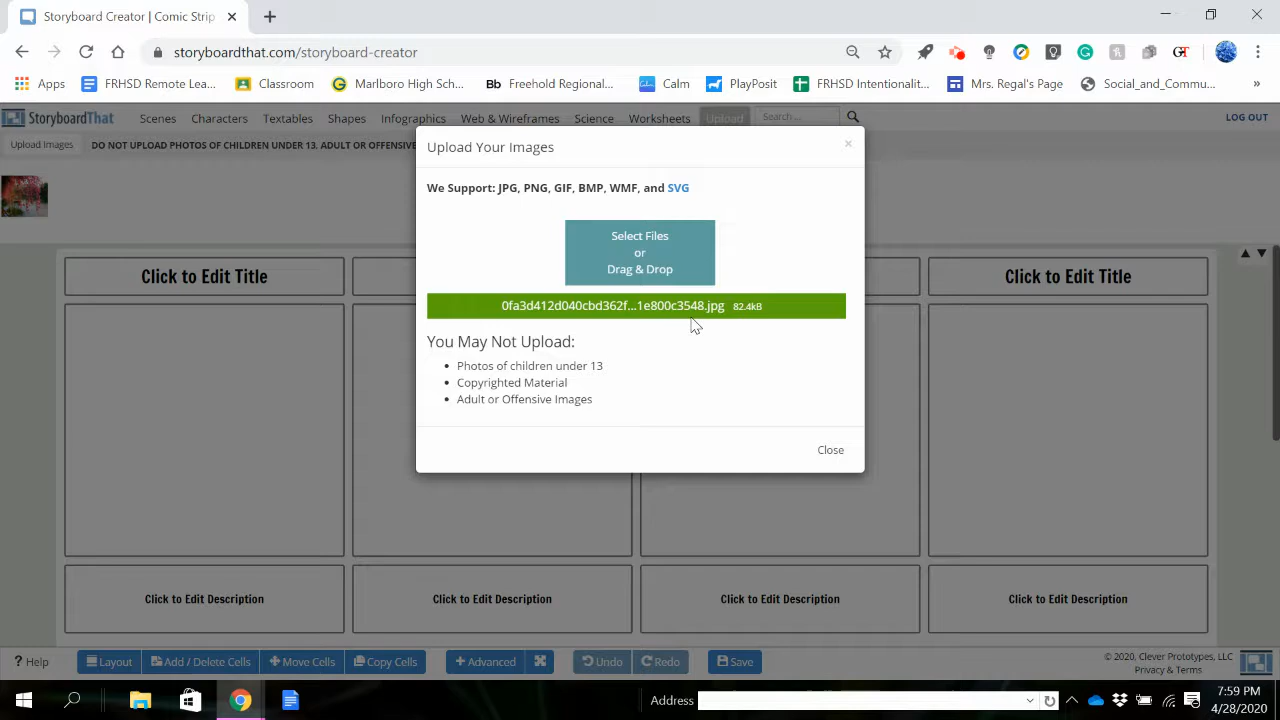 Storyboard Creator | Comic Strip
storyboardthat.com/storyboard-creator
Apps FRHSD Remote Lea... Classroom Marlboro High Sch... Bb Freehold Regional... Calm PlayPosit FRHSD Intentionalit... Mrs. Regal's Page Social_and_Commu... »
StoryboardThat Scenes Characters Textables Shapes Infographics Web & Wireframes Science Worksheets Upload Search ... LOG OUT
Upload Images DO NOT UPLOAD PHOTOS OF CHILDREN UNDER 13, ADULT OR OFFENSIVE
Upload Your Images ×
We Support: JPG, PNG, GIF, BMP, WMF, and SVG
Select Files
or
Drag & Drop
0fa3d412d040cbd362f...1e800c3548.jpg 82.4kB
You May Not Upload:
• Photos of children under 13
• Copyrighted Material
• Adult or Offensive Images
Close
Click to Edit Title Click to Edit Title
Click to Edit Description Click to Edit Description Click to Edit Description Click to Edit Description
? Help Layout Add / Delete Cells Move Cells Copy Cells + Advanced Undo Redo Save
© 2020, Clever Prototypes, LLC
Privacy & Terms
Address
7:59 PM
4/28/2020